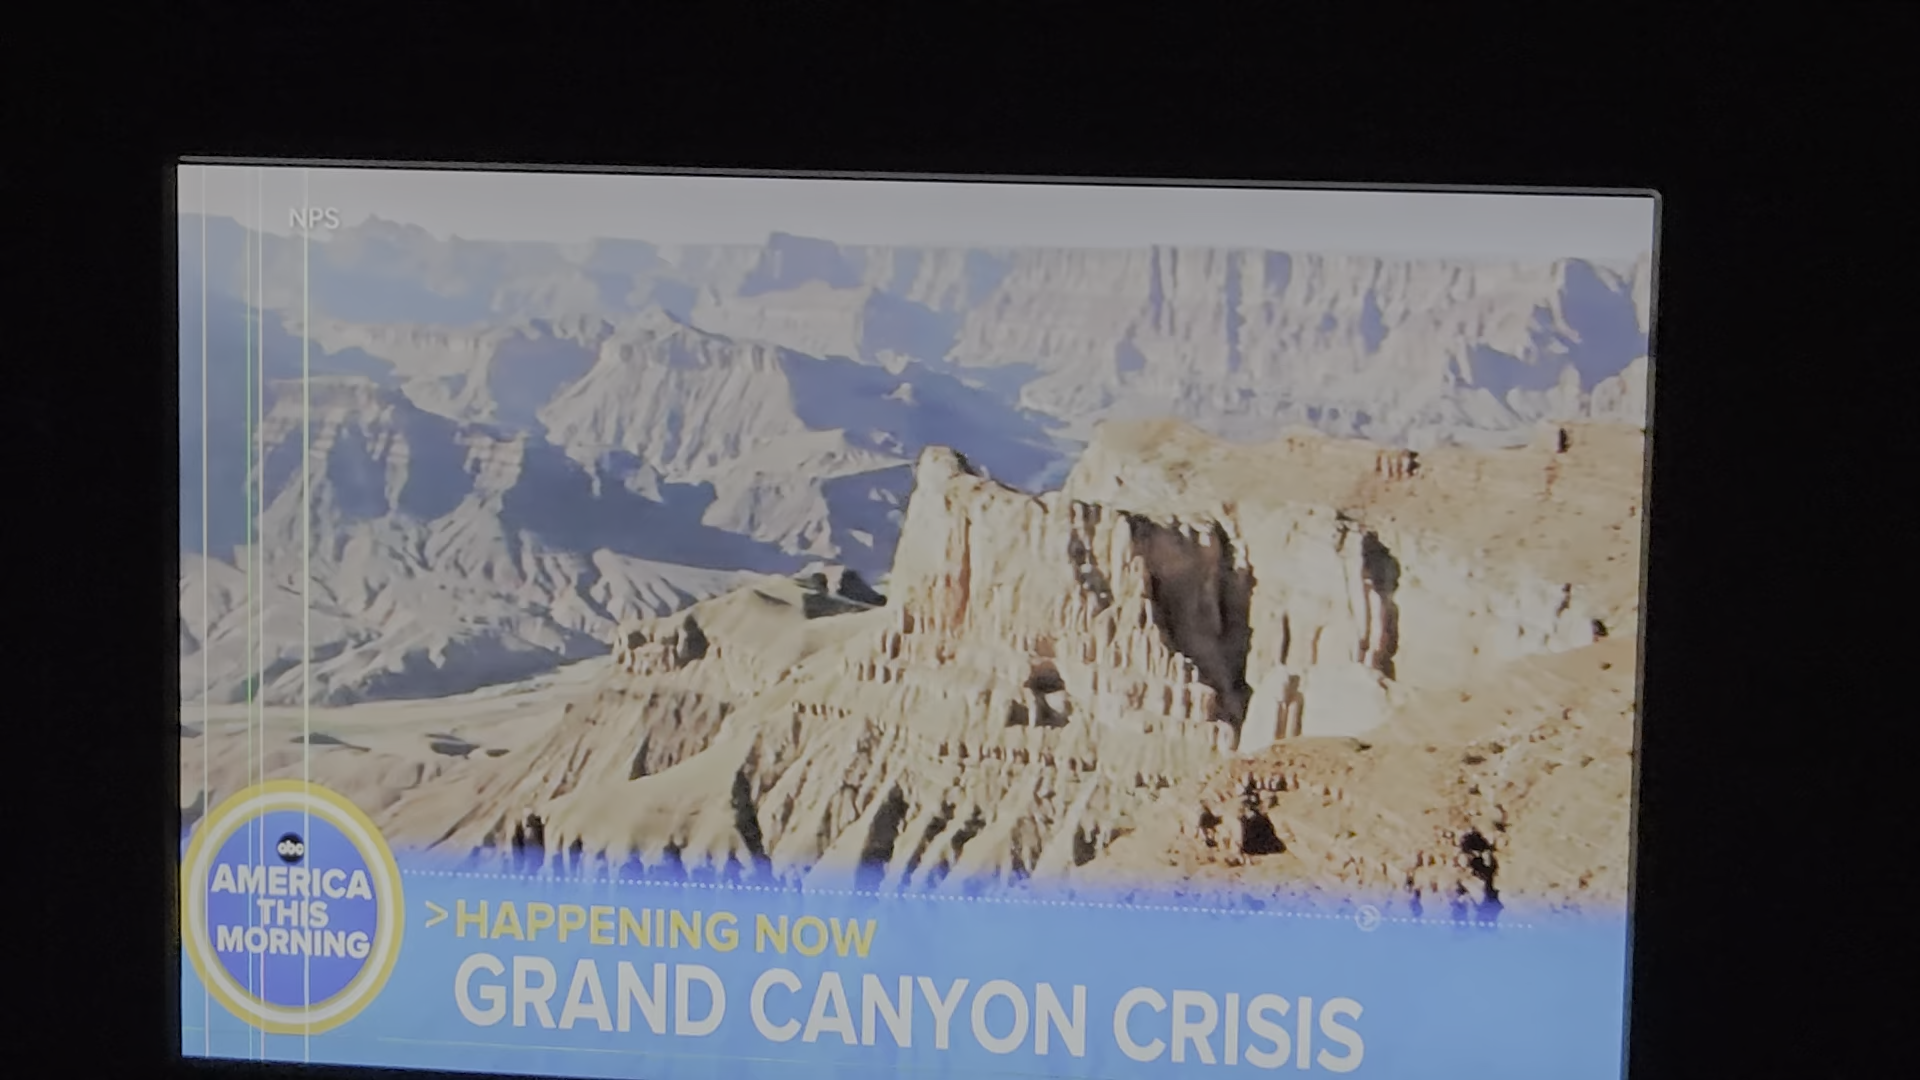 NPS
abc
AMERICA
THIS
MORNING
>HAPPENING NOW
GRAND CANYON CRISIS